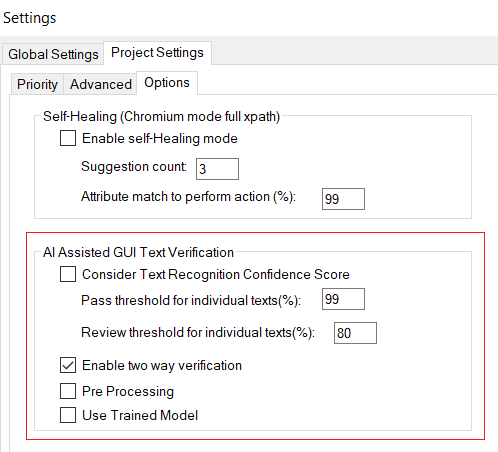 Settings
Global Settings Project Settings
Priority Advanced Options
Self-Healing (Chromium mode full xpath)
Enable self-Healing mode
Suggestion count: 3
Attribute match to perform action (%): 99
AI Assisted GUI Text Verification
Consider Text Recognition Confidence Score
Pass threshold for individual texts(%): 99
Review threshold for individual texts(%): 80
Enable two way verification
Pre Processing
Use Trained Model